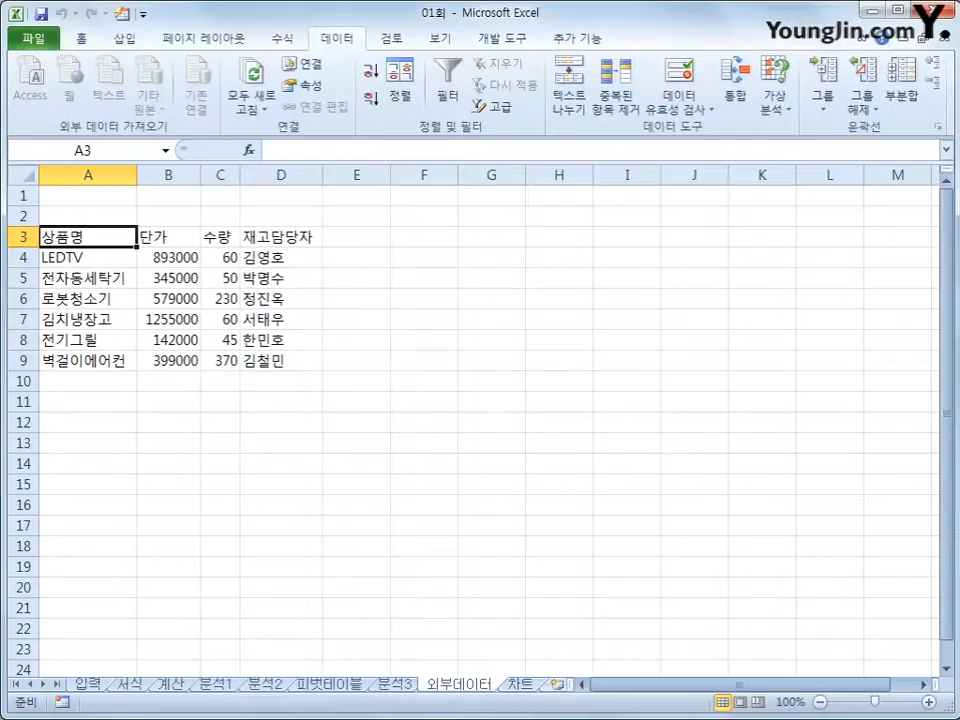 01회 - Microsoft Excel
YoungJin.com Y.
파일 홈 삽입 페이지 레이아웃 수식 데이터 검토 보기 개발 도구 추가 기능
Access 웹 텍스트 기타 원본 기존 연결 모두 새로 고침 연결 속성 연결 편집 정렬 필터 지우기 다시 적용 고급 텍스트 나누기 중복된 항목 제거 데이터 유효성 검사 통합 가상 분석 그룹 그룹 해제 부분합
외부 데이터 가져오기 연결 정렬 및 필터 데이터 도구 윤곽선
A3 fx
A B C D E F G H I J K L M
1
2
3 상품명 단가 수량 재고담당자
4 LEDTV 893000 60 김영호
5 전자동세탁기 345000 50 박명수
6 로봇청소기 579000 230 정진옥
7 김치냉장고 1255000 60 서태우
8 전기그릴 142000 45 한민호
9 벽걸이에어컨 399000 370 김철민
10
11
12
13
14
15
16
17
18
19
20
21
22
23
24
입력 서식 계산 분석1 분석2 피벗테이블 분석3 외부데이터 차트
준비 100%